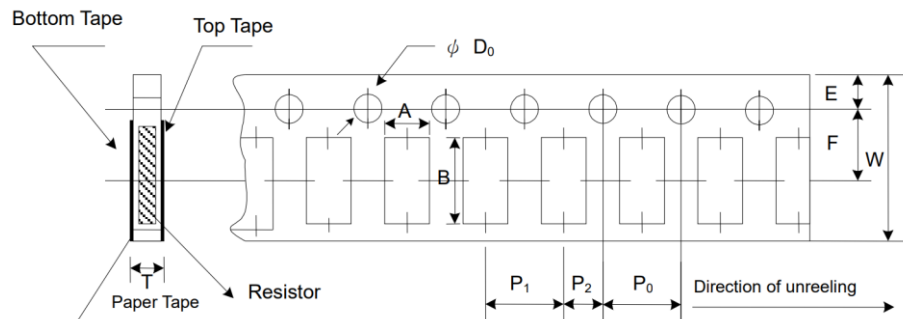 Bottom Tape
Top Tape
ϕ D₀
A
E
F
W
B
T
Paper Tape
Resistor
P₁
P₂
P₀
Direction of unreeling